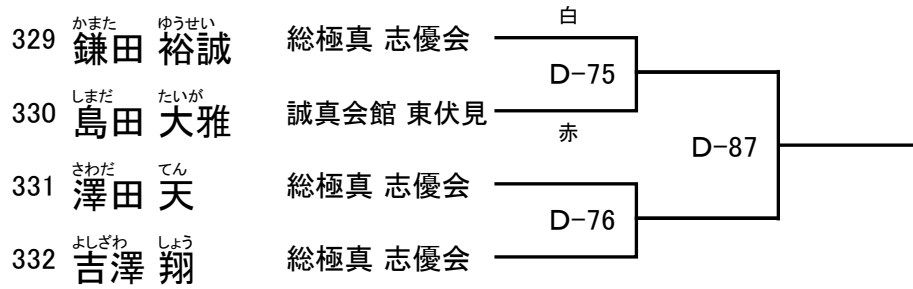 白
かまた ゆうせい
329 鎌田 裕誠 総極真 志優会
D-75
しまだ たいが
330 島田 大雅 誠真会館 東伏見
赤
D-87
さわだ てん
331 澤田 天 総極真 志優会
D-76
よしざわ しょう
332 吉澤 翔 総極真 志優会